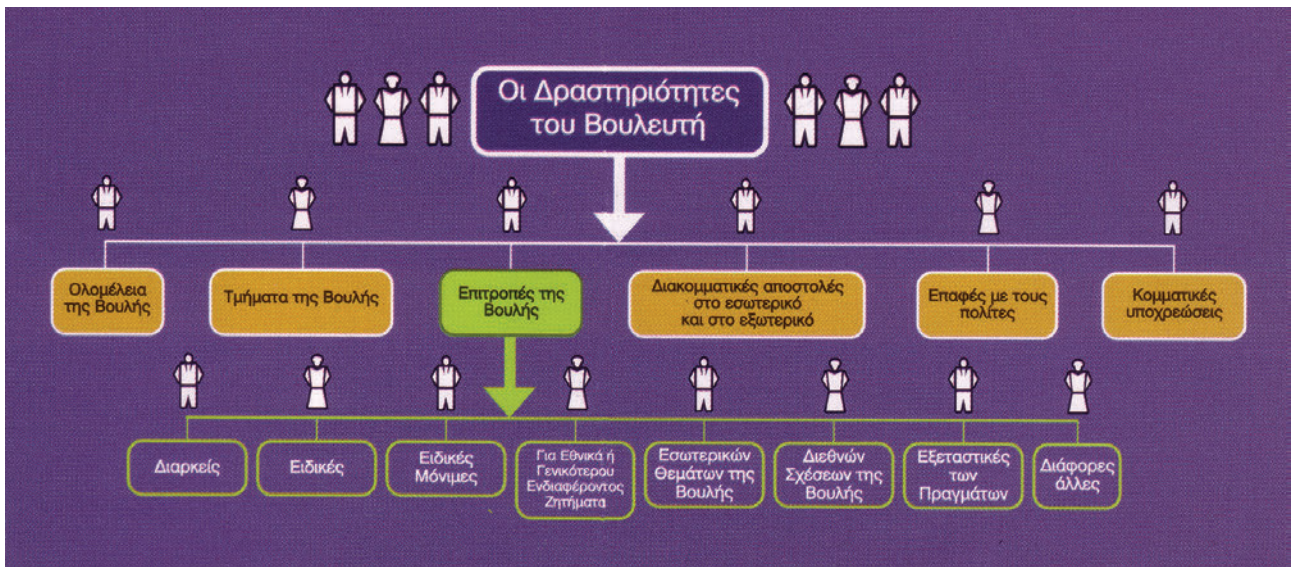 Οι Δραστηριότητες
του Βουλευτή
Ολομέλεια
της Βουλής
Τμήματα της Βουλής
Επιτροπές της
Βουλής
Διακομματικές αποστολές
στο εσωτερικό
και στο εξωτερικό
Επαφές με τους
πολίτες
Κομματικές
υποχρεώσεις
Διαρκείς
Ειδικές
Ειδικές
Μόνιμες
Για Εθνικά ή
Γενικότερου
Ενδιαφέροντος
Ζητήματα
Εσωτερικών
Θεμάτων της
Βουλής
Διεθνών
Σχέσεων της
Βουλής
Εξεταστικές
των
Πραγμάτων
Διάφορες
άλλες